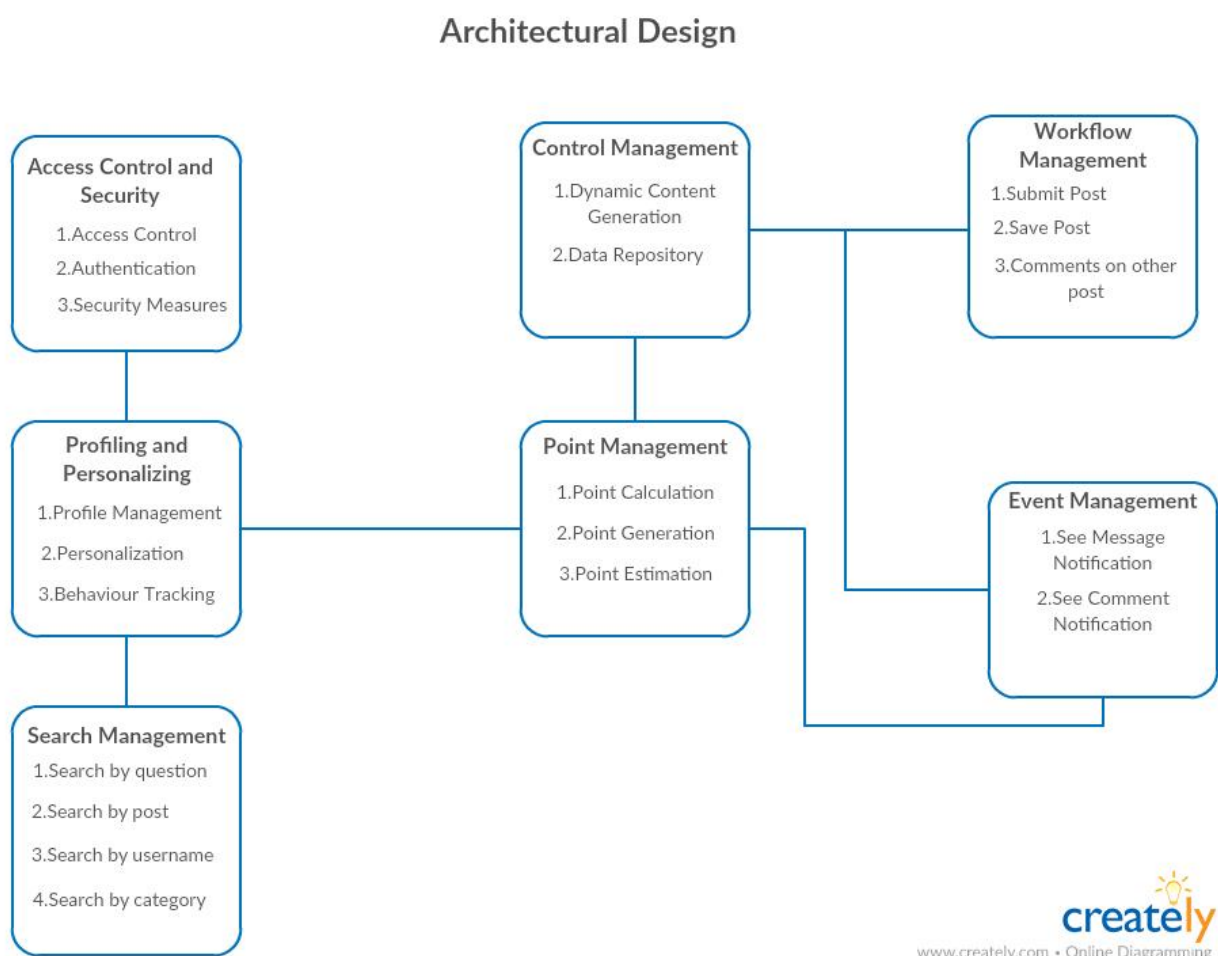 Architectural Design
Access Control and
Security
1.Access Control
2.Authentication
3.Security Measures
Control Management
1.Dynamic Content
Generation
2.Data Repository
Workflow
Management
1.Submit Post
2.Save Post
3.Comments on other
post
Profiling and
Personalizing
1.Profile Management
2.Personalization
3.Behaviour Tracking
Point Management
1.Point Calculation
2.Point Generation
3.Point Estimation
Event Management
1.See Message
Notification
2.See Comment
Notification
Search Management
1.Search by question
2.Search by post
3.Search by username
4.Search by category
creately
www.creately.com • Online Diagramming